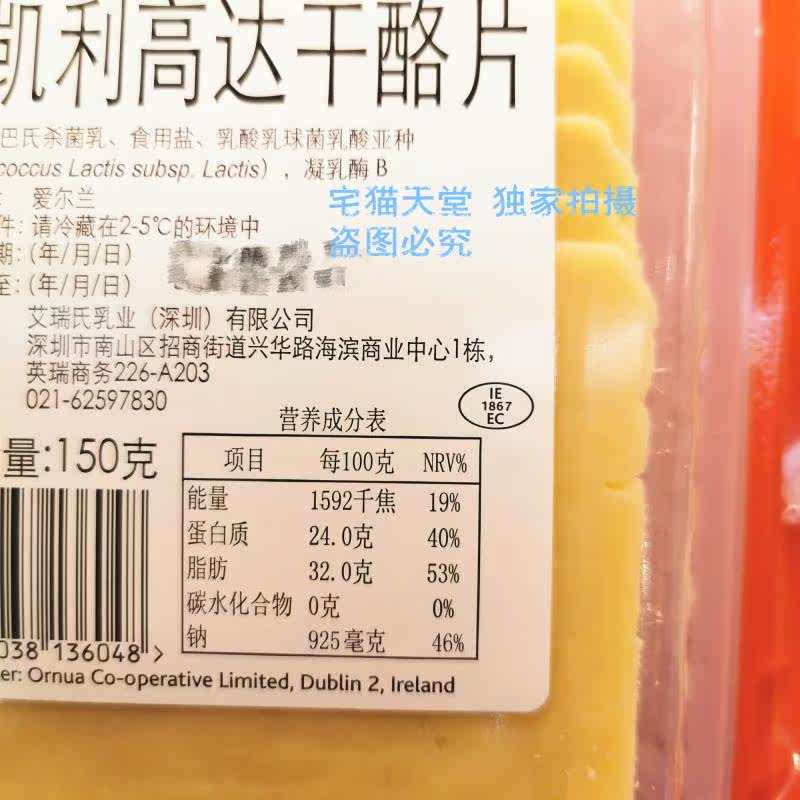 凯利高达干酪片
巴氏杀菌乳、食用盐、乳酸乳球菌乳酸亚种
coccus Lactis subsp. Lactis），凝乳酶B
：爱尔兰
宅猫天堂 独家拍摄
盗图必究
件：请冷藏在2-5℃的环境中
期：(年/月/日)
至：(年/月/日)
艾瑞氏乳业（深圳）有限公司
深圳市南山区招商街道兴华路海滨商业中心1栋，
英瑞商务226-A203
021-62597830
IE
1867
EC
量:150克
营养成分表
项目 每100克 NRV%
能量 1592千焦 19%
蛋白质 24.0克 40%
脂肪 32.0克 53%
碳水化合物 0克 0%
钠 925毫克 46%
038 136048 >
er: Ornua Co-operative Limited, Dublin 2, Ireland